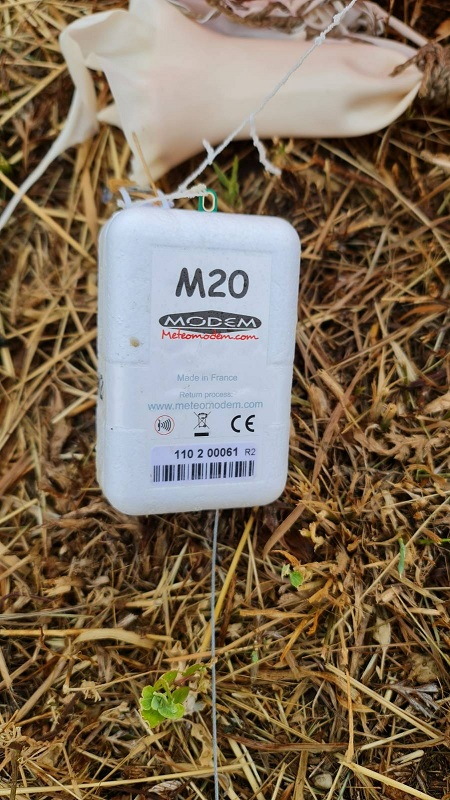 M20
MODEM
Meteomodem.com
Made in France
Return process:
www.meteomodem.com
CE
110 2 00061 R2